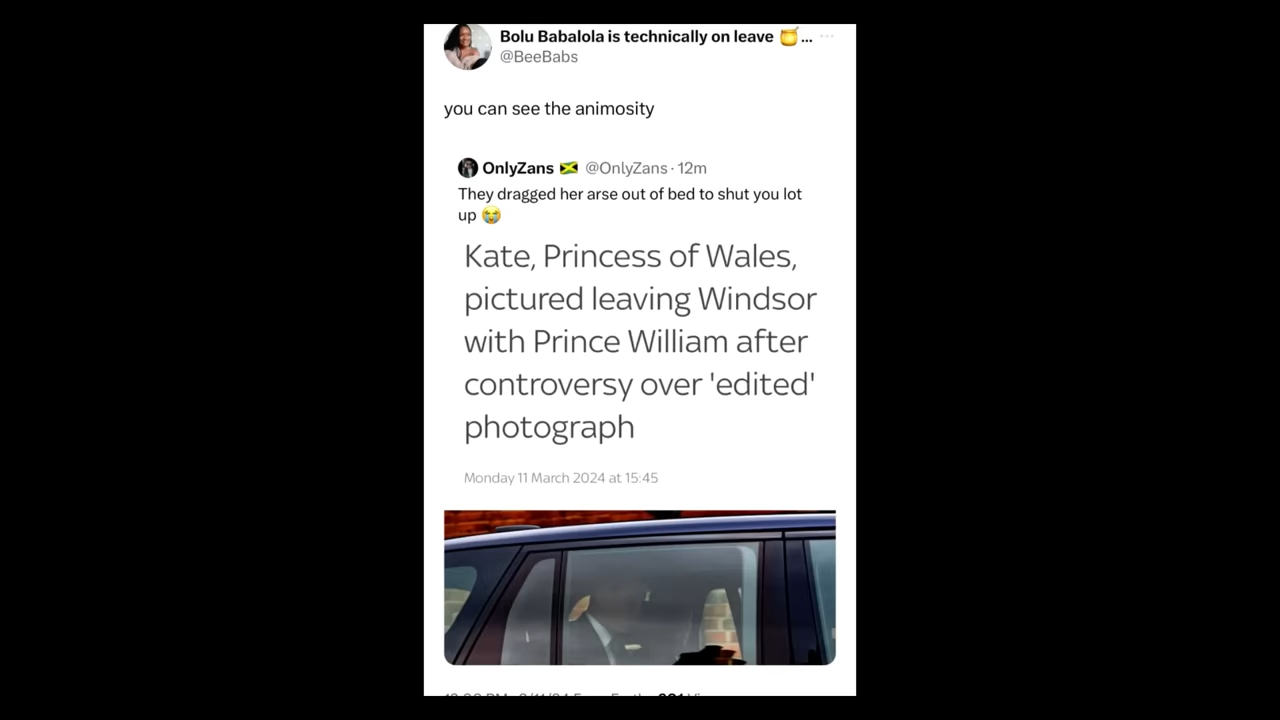 Bolu Babalola is technically on leave 🍯...
@BeeBabs
you can see the animosity
OnlyZans 🇯🇲 @OnlyZans · 12m
They dragged her arse out of bed to shut you lot
up 😭
Kate, Princess of Wales,
pictured leaving Windsor
with Prince William after
controversy over 'edited'
photograph
Monday 11 March 2024 at 15:45